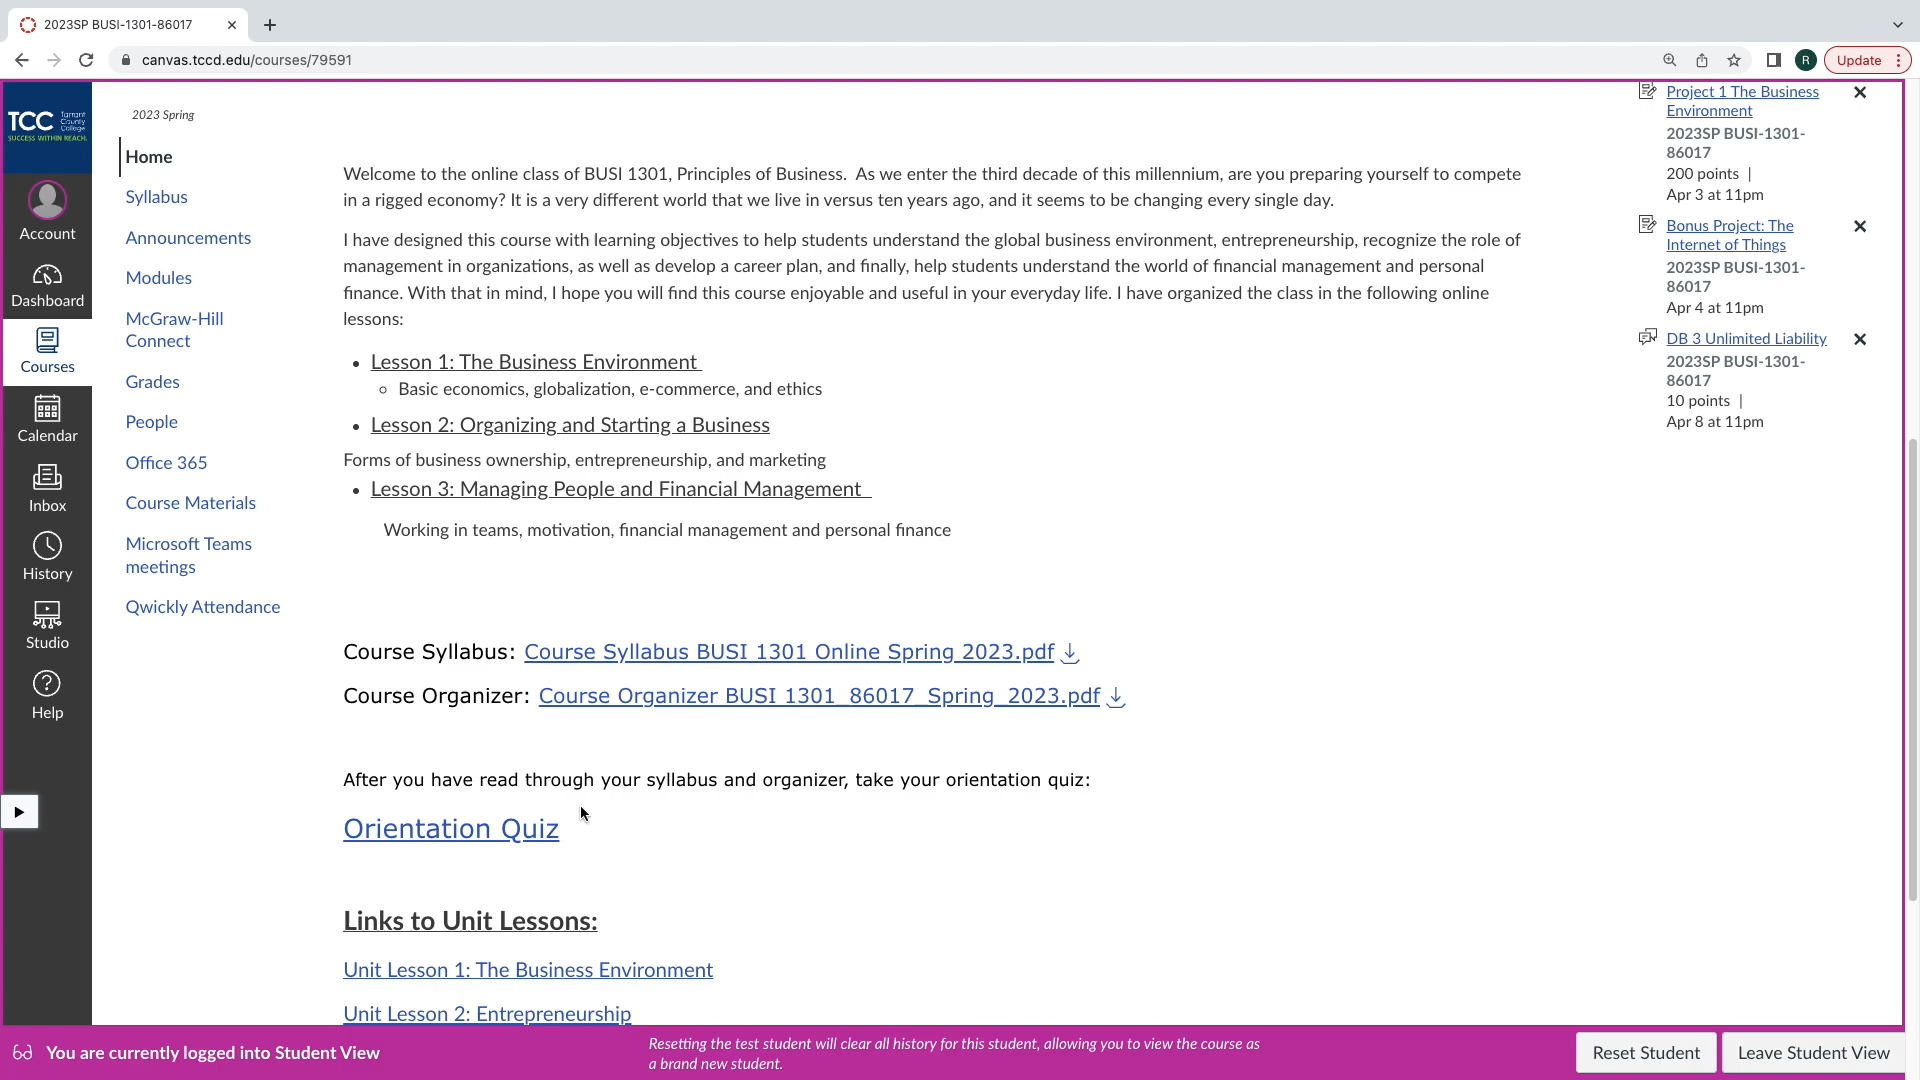 2023SP BUSI-1301-86017
canvas.tccd.edu/courses/79591
R
Update
TCC Tarrant County College
SUCCESS WITHIN REACH.
Account
Dashboard
Courses
Calendar
Inbox
History
Studio
Help
2023 Spring
Home
Syllabus
Announcements
Modules
McGraw-Hill
Connect
Grades
People
Office 365
Course Materials
Microsoft Teams
meetings
Qwickly Attendance
Welcome to the online class of BUSI 1301, Principles of Business.  As we enter the third decade of this millennium, are you preparing yourself to compete
in a rigged economy? It is a very different world that we live in versus ten years ago, and it seems to be changing every single day.
I have designed this course with learning objectives to help students understand the global business environment, entrepreneurship, recognize the role of
management in organizations, as well as develop a career plan, and finally, help students understand the world of financial management and personal
finance. With that in mind, I hope you will find this course enjoyable and useful in your everyday life. I have organized the class in the following online
lessons:
• Lesson 1: The Business Environment
○ Basic economics, globalization, e-commerce, and ethics
• Lesson 2: Organizing and Starting a Business
Forms of business ownership, entrepreneurship, and marketing
• Lesson 3: Managing People and Financial Management
Working in teams, motivation, financial management and personal finance
Course Syllabus: Course Syllabus BUSI 1301 Online Spring 2023.pdf
Course Organizer: Course Organizer BUSI 1301_86017_Spring_2023.pdf
After you have read through your syllabus and organizer, take your orientation quiz:
Orientation Quiz
Links to Unit Lessons:
Unit Lesson 1: The Business Environment
Unit Lesson 2: Entrepreneurship
Project 1 The Business
Environment
2023SP BUSI-1301-
86017
200 points |
Apr 3 at 11pm
Bonus Project: The
Internet of Things
2023SP BUSI-1301-
86017
Apr 4 at 11pm
DB 3 Unlimited Liability
2023SP BUSI-1301-
86017
10 points |
Apr 8 at 11pm
You are currently logged into Student View
Resetting the test student will clear all history for this student, allowing you to view the course as
a brand new student.
Reset Student
Leave Student View